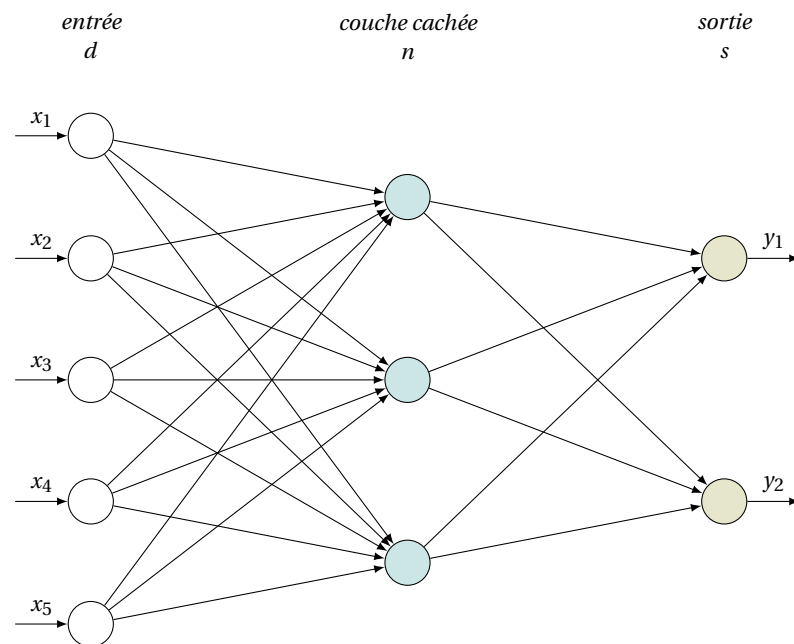 entrée
d
couche cachée
n
sortie
s
x1
x2
x3
x4
x5
y1
y2